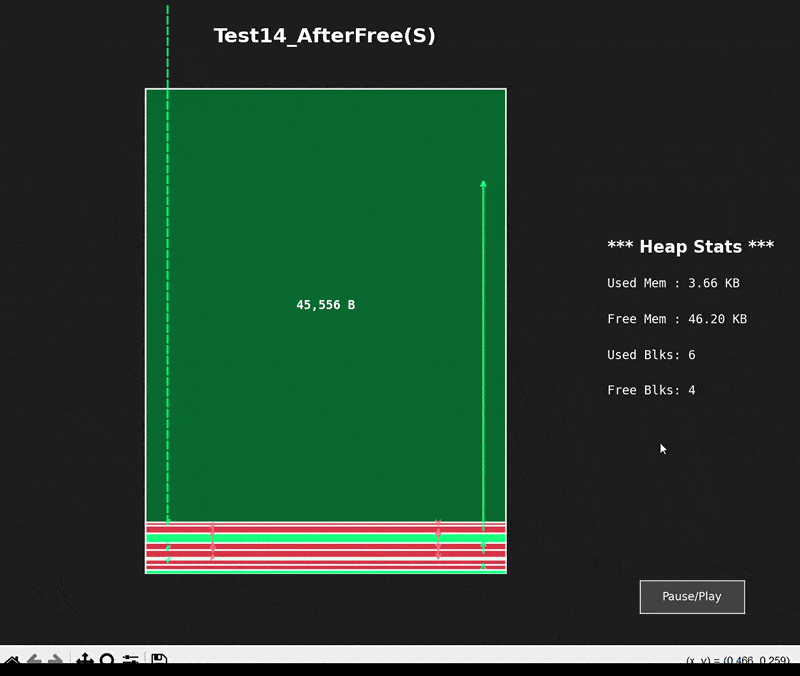 Test14_AfterFree(S)
45,556 B
*** Heap Stats ***
Used Mem : 3.66 KB
Free Mem : 46.20 KB
Used Blks: 6
Free Blks: 4
Pause/Play
(x, y) = (0.466, 0.259)